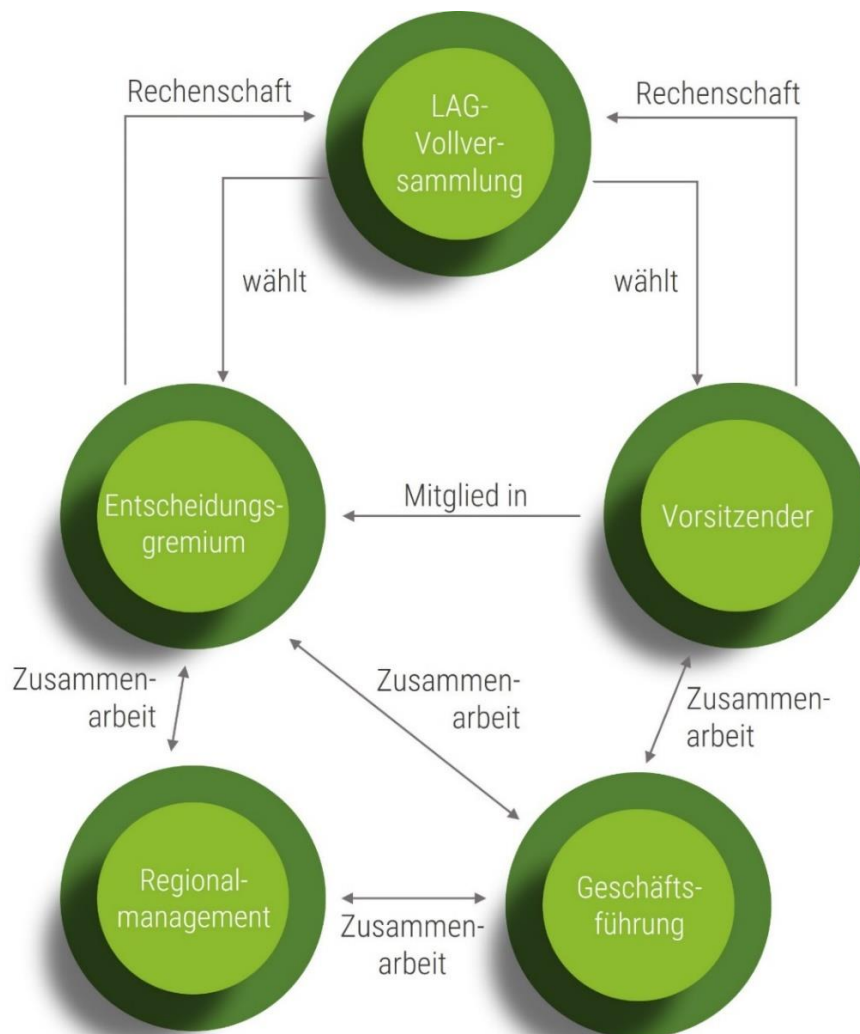 Rechenschaft
LAG-
Vollver-
sammlung
Rechenschaft
wählt
wählt
Entscheidungs-
gremium
Mitglied in
Vorsitzender
Zusammen-
arbeit
Zusammen-
arbeit
Zusammen-
arbeit
Regional-
management
Zusammen-
arbeit
Geschäfts-
führung